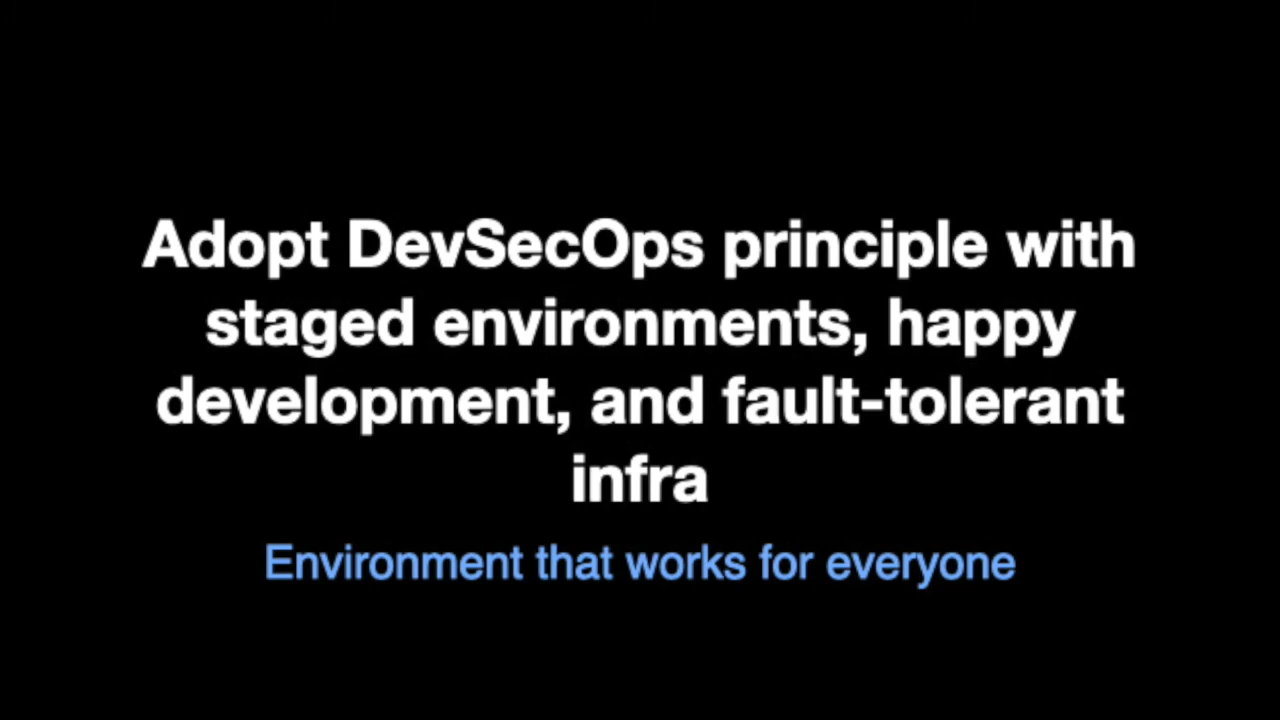 Adopt DevSecOps principle with
staged environments, happy
development, and fault-tolerant
infra
Environment that works for everyone